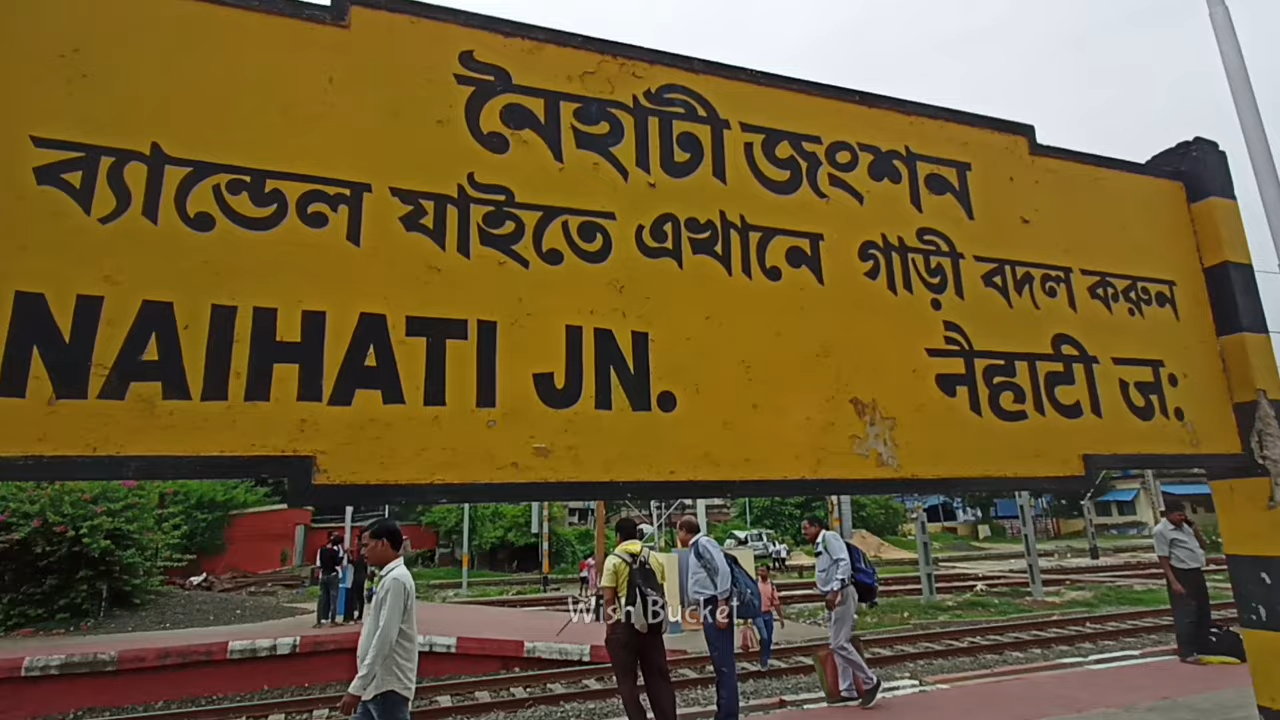 নৈহাটী জংশন
ব্যান্ডেল যাইতে এখানে গাড়ী বদল করুন
NAIHATI JN. नैहाटी ज:
Wish Bucket